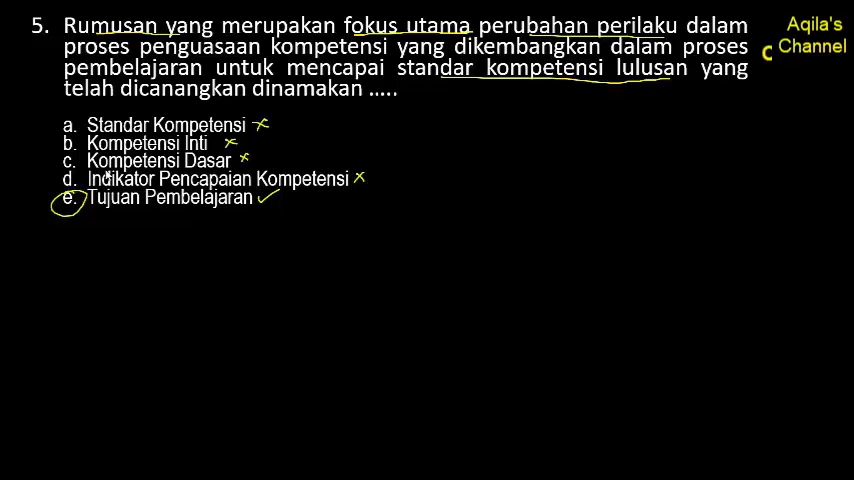 5. Rumusan yang merupakan fokus utama perubahan perilaku dalam
proses penguasaan kompetensi yang dikembangkan dalam proses
pembelajaran untuk mencapai standar kompetensi lulusan yang
telah dicanangkan dinamakan .....
a. Standar Kompetensi
b. Kompetensi Inti
c. Kompetensi Dasar
d. Indikator Pencapaian Kompetensi
e. Tujuan Pembelajaran
Aqila's
Channel